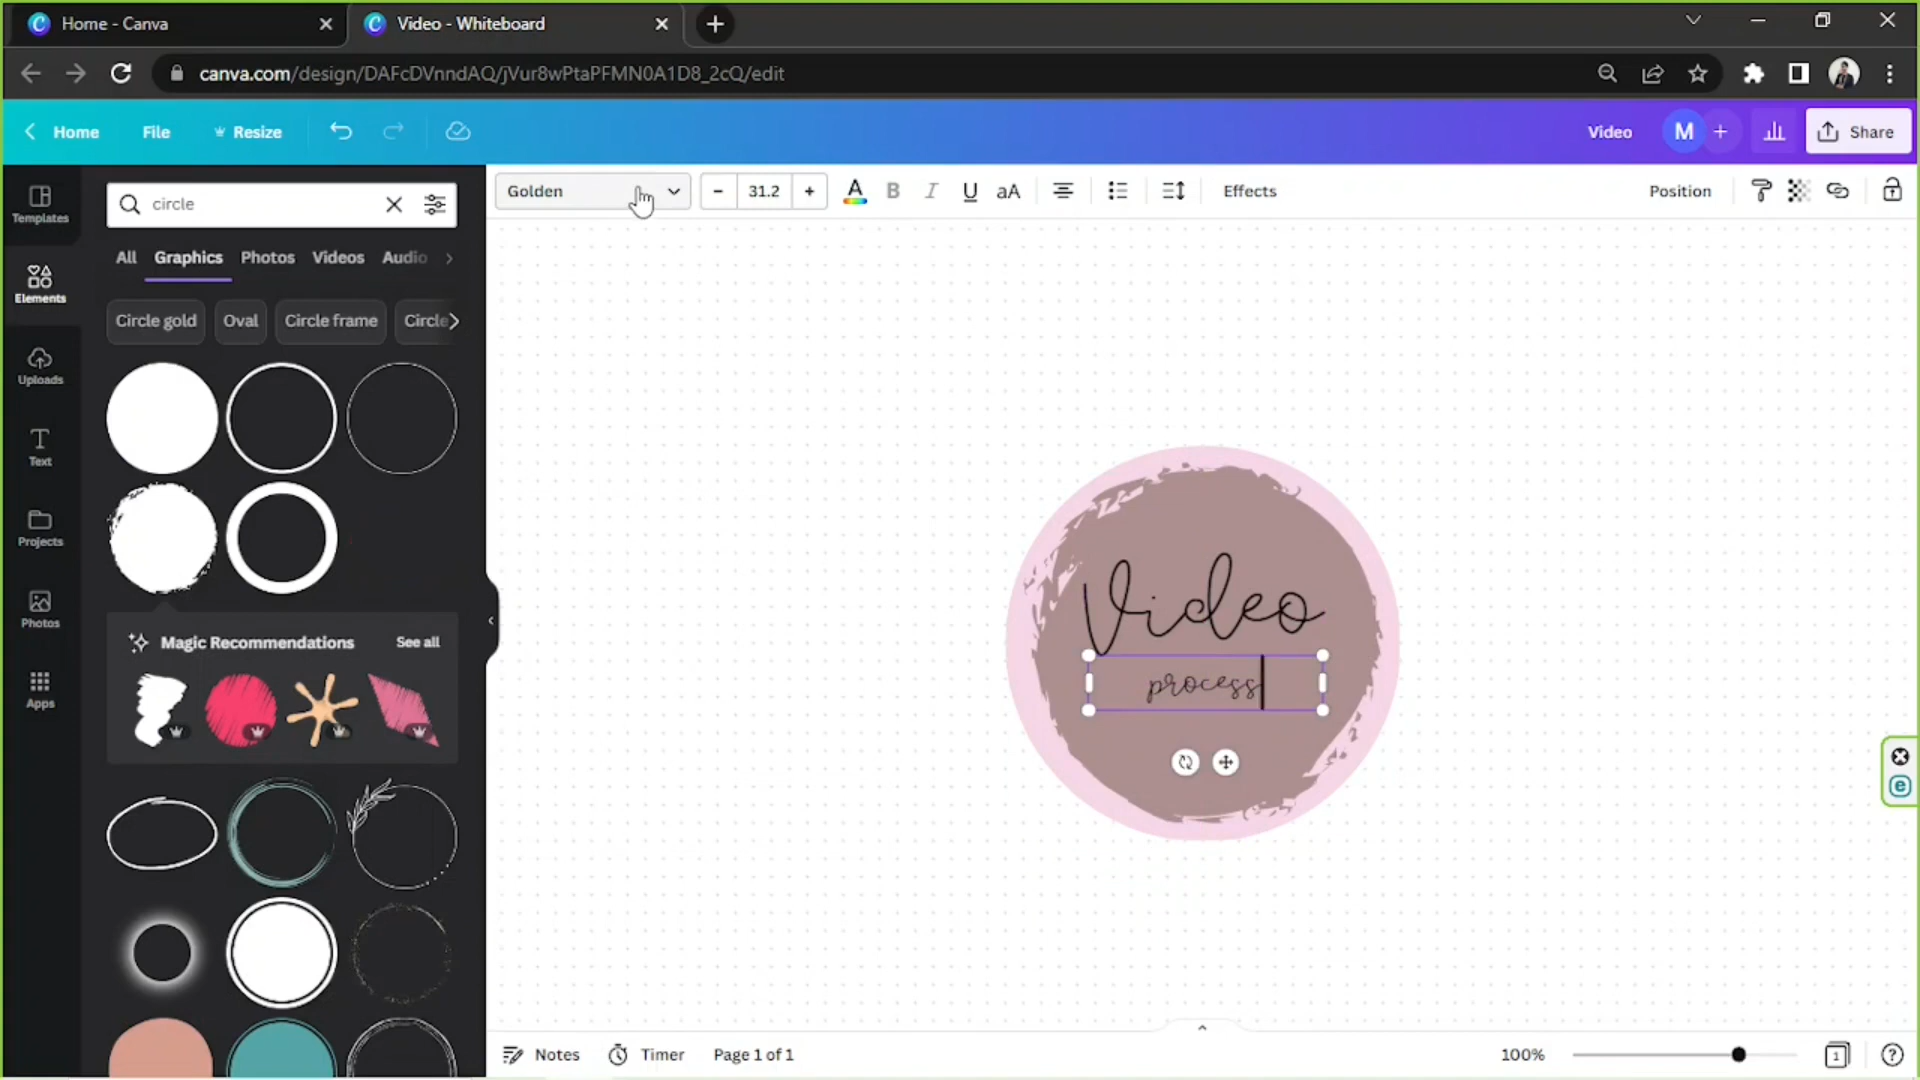 Home - Canva
Video - Whiteboard
canva.com/design/DAFcDVnndAQ/jVur8wPtaPFMN0A1D8_2cQ/edit
Home
File
Resize
Video
M
Share
Templates
Elements
Uploads
Text
Projects
Photos
Apps
circle
All
Graphics
Photos
Videos
Audio
Circle gold
Oval
Circle frame
Circle
Magic Recommendations
See all
Golden
31.2
A
B
I
U
aA
Effects
Position
Video
process
Notes
Timer
Page 1 of 1
100%
1